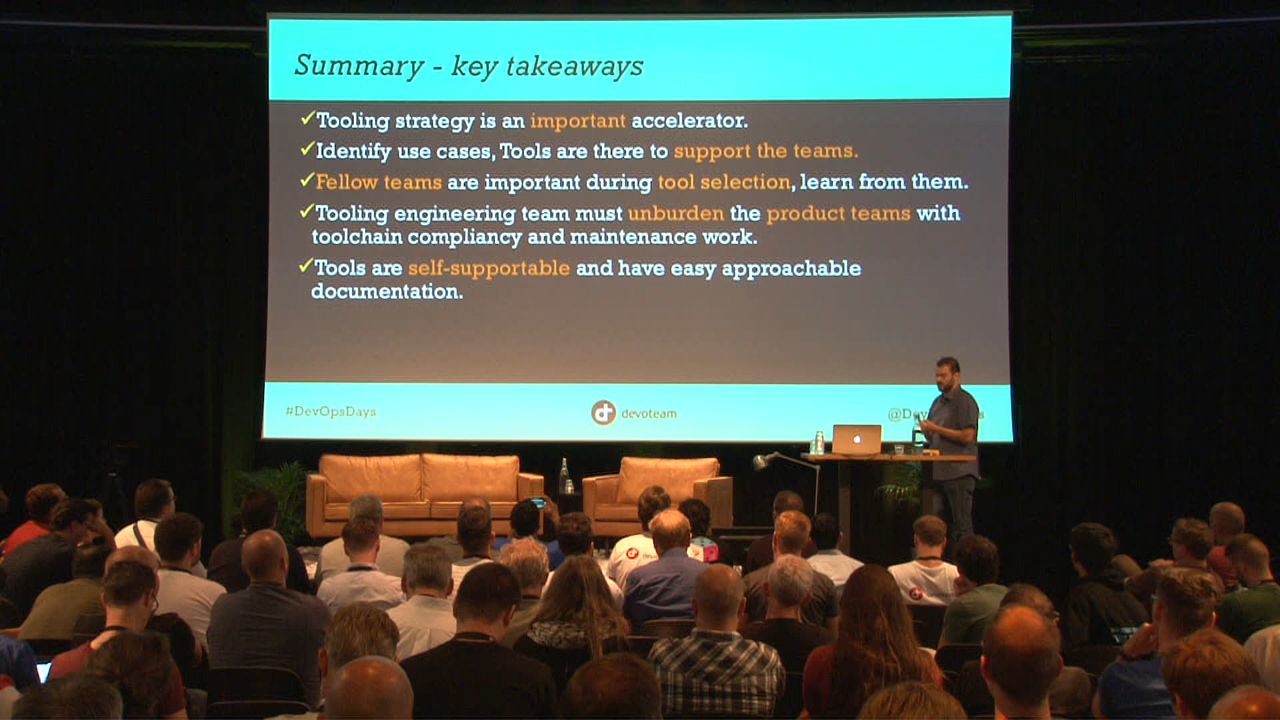 Summary - key takeaways
✓Tooling strategy is an important accelerator.
✓Identify use cases, Tools are there to support the teams.
✓Fellow teams are important during tool selection, learn from them.
✓Tooling engineering team must unburden the product teams with
toolchain compliancy and maintenance work.
✓Tools are self-supportable and have easy approachable
documentation.
#DevOpsDays
devoteam